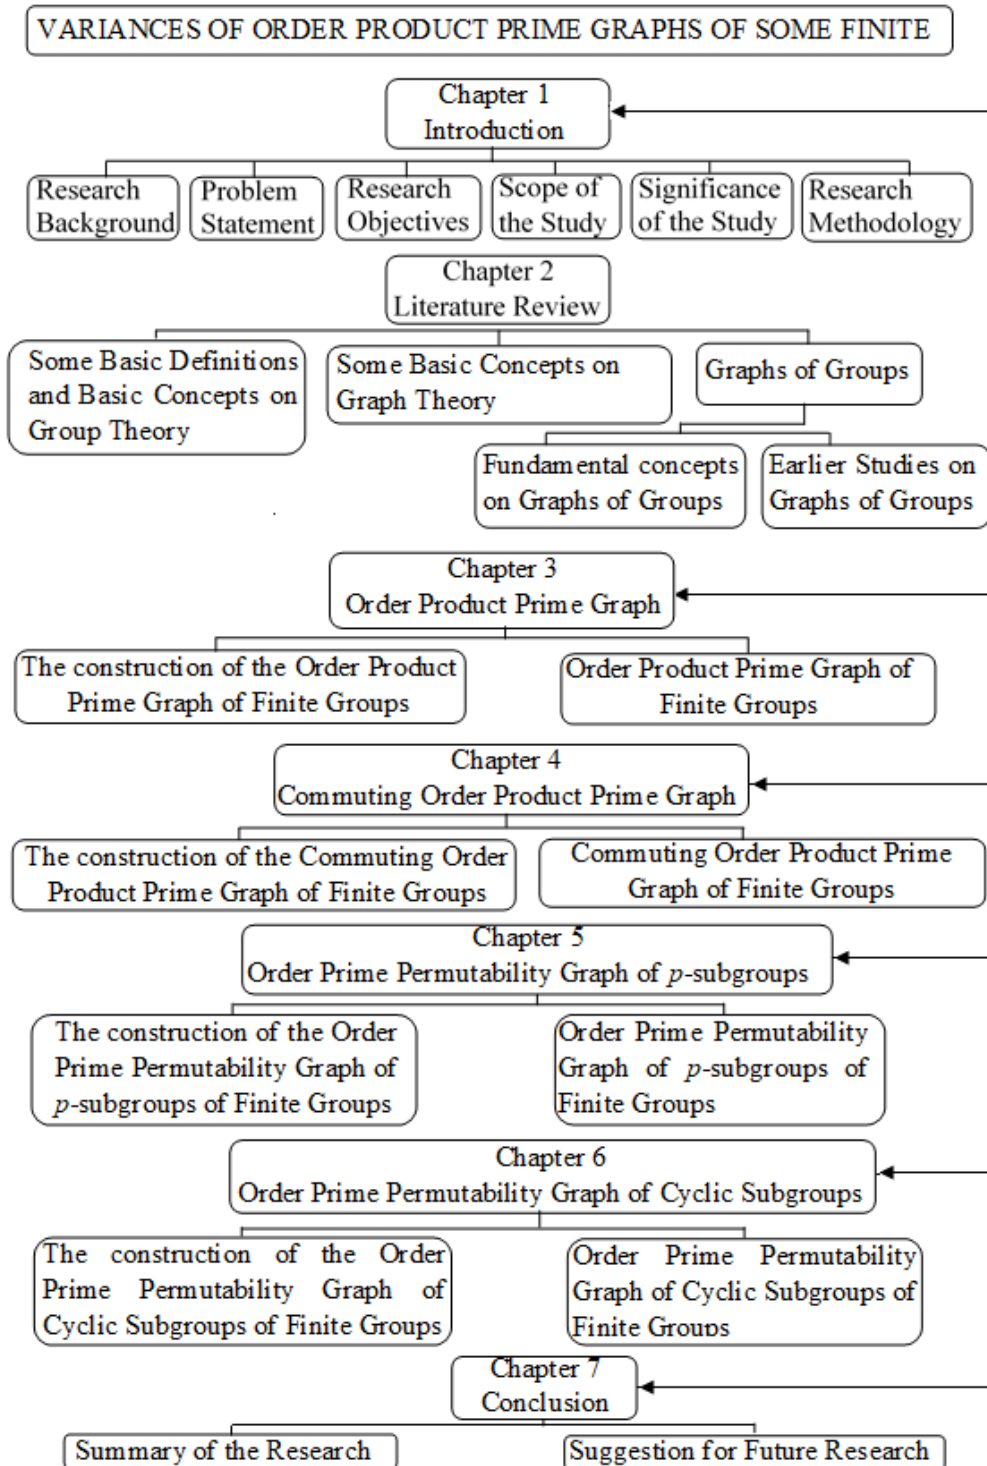 VARIANCES OF ORDER PRODUCT PRIME GRAPHS OF SOME FINITE
Chapter 1
Introduction
Research
Background
Problem
Statement
Research
Objectives
Scope of
the Study
Significance
of the Study
Research
Methodology
Chapter 2
Literature Review
Some Basic Definitions
and Basic Concepts on
Group Theory
Some Basic Concepts on
Graph Theory
Graphs of Groups
Fundamental concepts
on Graphs of Groups
Earlier Studies on
Graphs of Groups
Chapter 3
Order Product Prime Graph
The construction of the Order Product
Prime Graph of Finite Groups
Order Product Prime Graph of
Finite Groups
Chapter 4
Commuting Order Product Prime Graph
The construction of the Commuting Order
Product Prime Graph of Finite Groups
Commuting Order Product Prime
Graph of Finite Groups
Chapter 5
Order Prime Permutability Graph of p-subgroups
The construction of the Order
Prime Permutability Graph of
p-subgroups of Finite Groups
Order Prime Permutability
Graph of p-subgroups of
Finite Groups
Chapter 6
Order Prime Permutability Graph of Cyclic Subgroups
The construction of the Order
Prime Permutability Graph of
Cyclic Subgroups of Finite Groups
Order Prime Permutability
Graph of Cyclic Subgroups of
Finite Groups
Chapter 7
Conclusion
Summary of the Research
Suggestion for Future Research